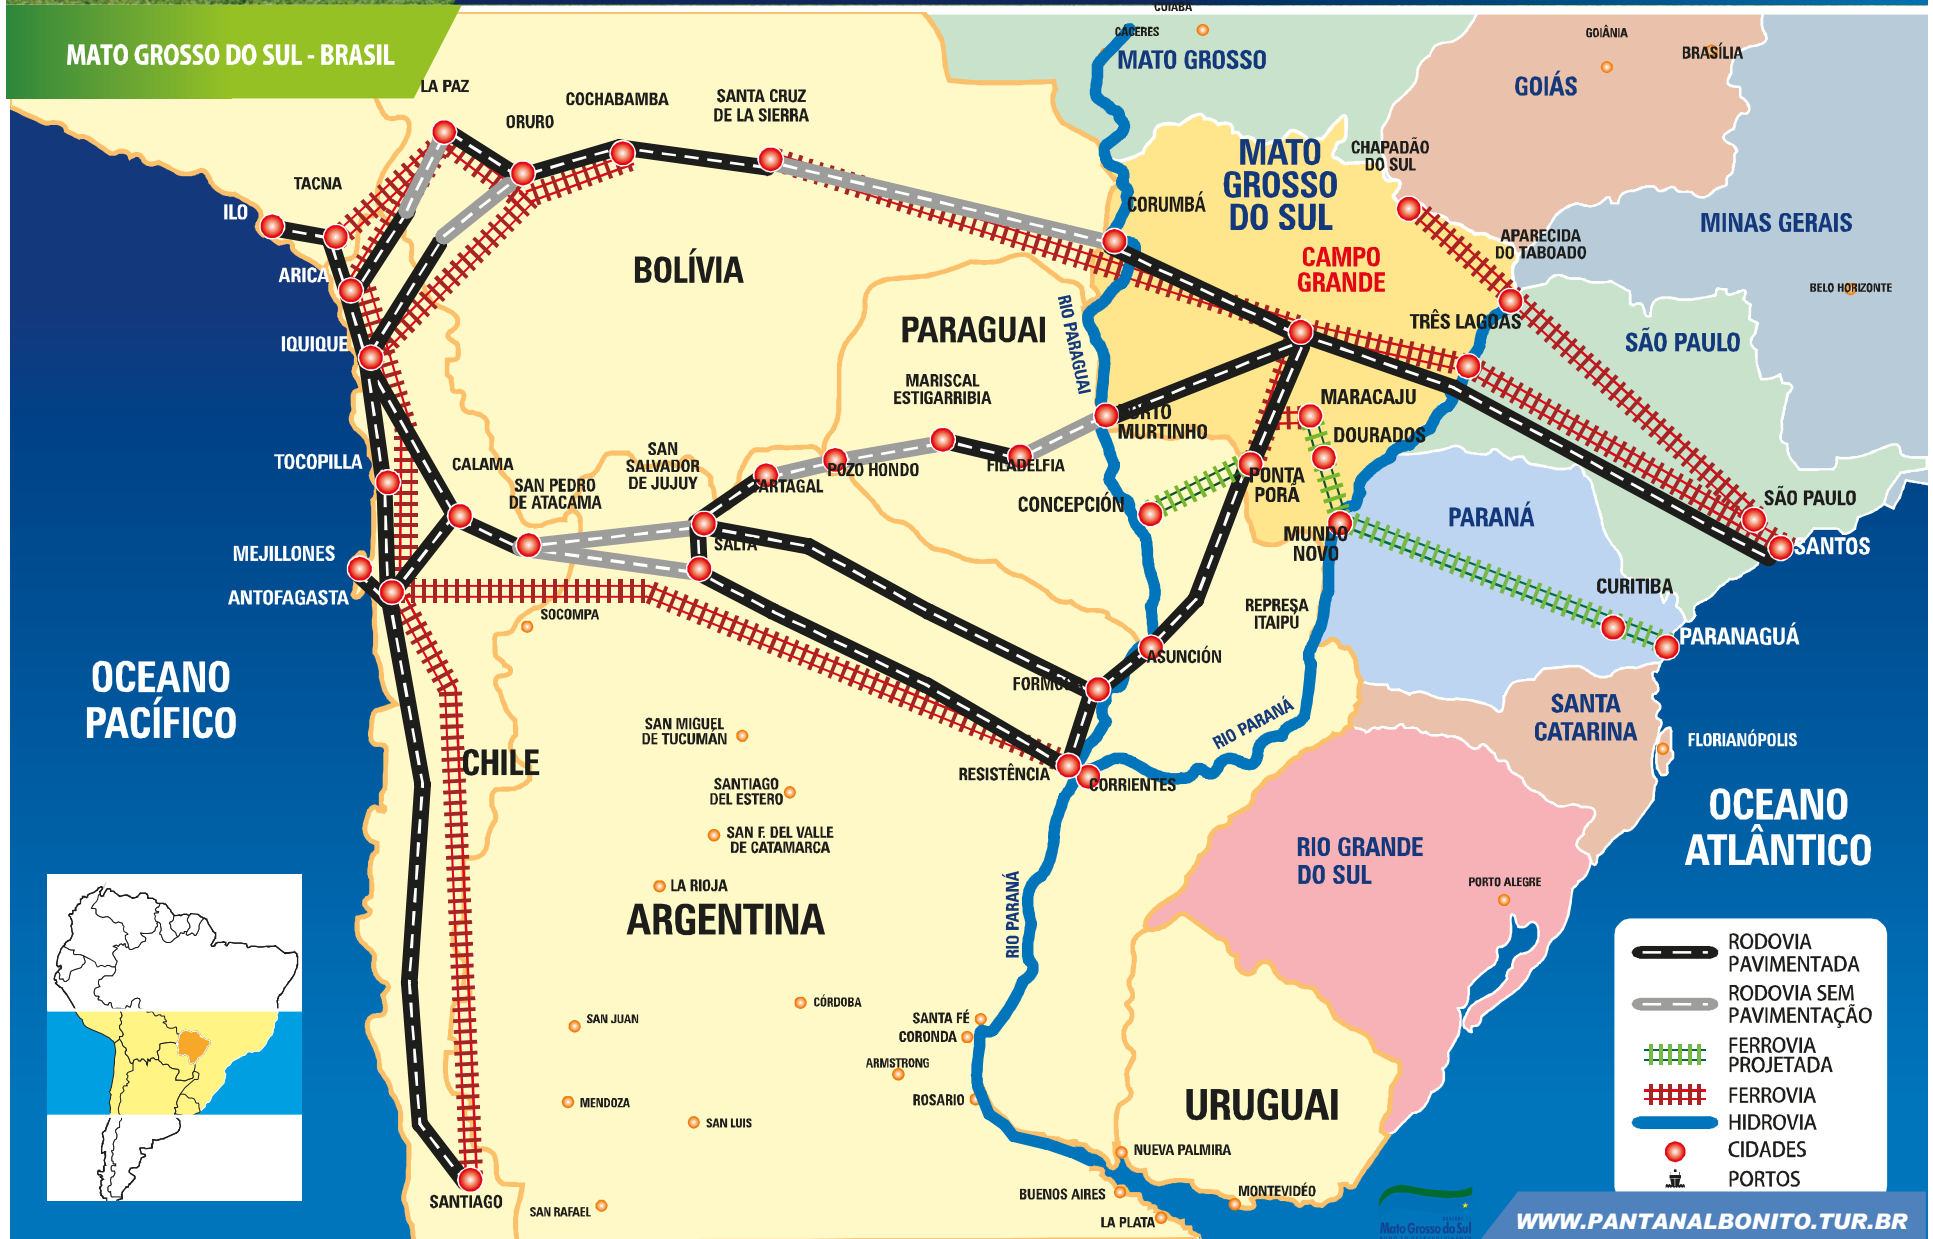 MATO GROSSO DO SUL - BRASIL
CUIABÁ
CÁCERES
MATO GROSSO
GOIÂNIA
BRASÍLIA
GOIÁS
LA PAZ
ORURO
COCHABAMBA
SANTA CRUZ
DE LA SIERRA
TACNA
ILO
ARICA
IQUIQUE
BOLÍVIA
CORUMBÁ
MATO
GROSSO
DO SUL
CAMPO
GRANDE
CHAPADÃO
DO SUL
APARECIDA
DO TABOADO
MINAS GERAIS
BELO HORIZONTE
TRÊS LAGOAS
SÃO PAULO
PARAGUAI
RIO PARAGUAI
MARISCAL
ESTIGARRIBIA
PORTO
MURTINHO
MARACAJU
DOURADOS
TOCOPILLA
CALAMA
SAN PEDRO
DE ATACAMA
SAN
SALVADOR
DE JUJUY
TARTAGAL
POZO HONDO
FILADELFIA
CONCEPCIÓN
PONTA
PORÃ
MUNDO
NOVO
PARANÁ
SÃO PAULO
SANTOS
MEJILLONES
ANTOFAGASTA
SALTA
SOCOMPA
REPRESA
ITAIPÚ
CURITIBA
PARANAGUÁ
ASUNCIÓN
FORMOSA
OCEANO
PACÍFICO
CHILE
SAN MIGUEL
DE TUCUMÁN
SANTIAGO
DEL ESTERO
SAN F. DEL VALLE
DE CATAMARCA
LA RIOJA
ARGENTINA
RESISTÊNCIA
CORRIENTES
RIO PARANÁ
SANTA
CATARINA
FLORIANÓPOLIS
OCEANO
ATLÂNTICO
RIO GRANDE
DO SUL
PORTO ALEGRE
RIO PARANÁ
CÓRDOBA
SAN JUAN
SANTA FÉ
CORONDA
ARMSTRONG
ROSARIO
MENDOZA
SAN LUIS
URUGUAI
NUEVA PALMIRA
SANTIAGO
SAN RAFAEL
BUENOS AIRES
LA PLATA
MONTEVIDÉO
RODOVIA
PAVIMENTADA
RODOVIA SEM
PAVIMENTAÇÃO
FERROVIA
PROJETADA
FERROVIA
HIDROVIA
CIDADES
PORTOS
Mato Grosso do Sul
WWW.PANTANALBONITO.TUR.BR